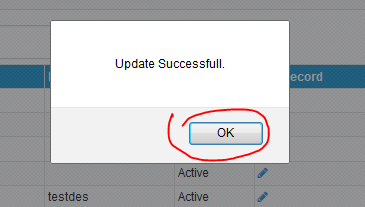 Update Successfull.
ecord
OK
Active
testdes
Active